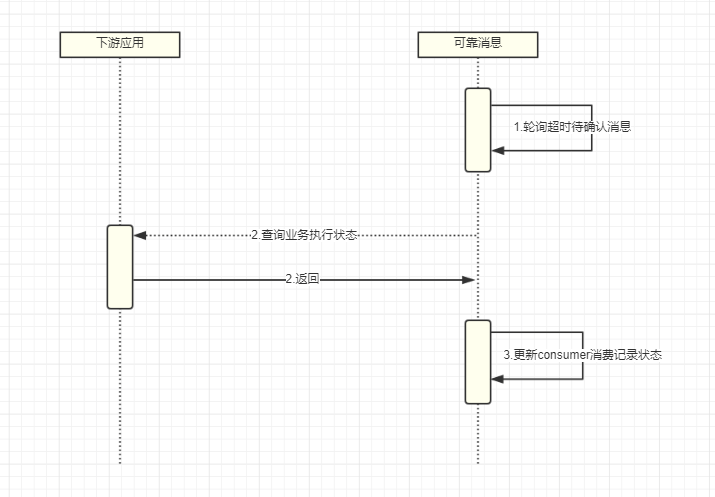 下游应用
可靠消息
1.轮询超时待确认消息
2.查询业务执行状态
2.返回
3.更新consumer消费记录状态